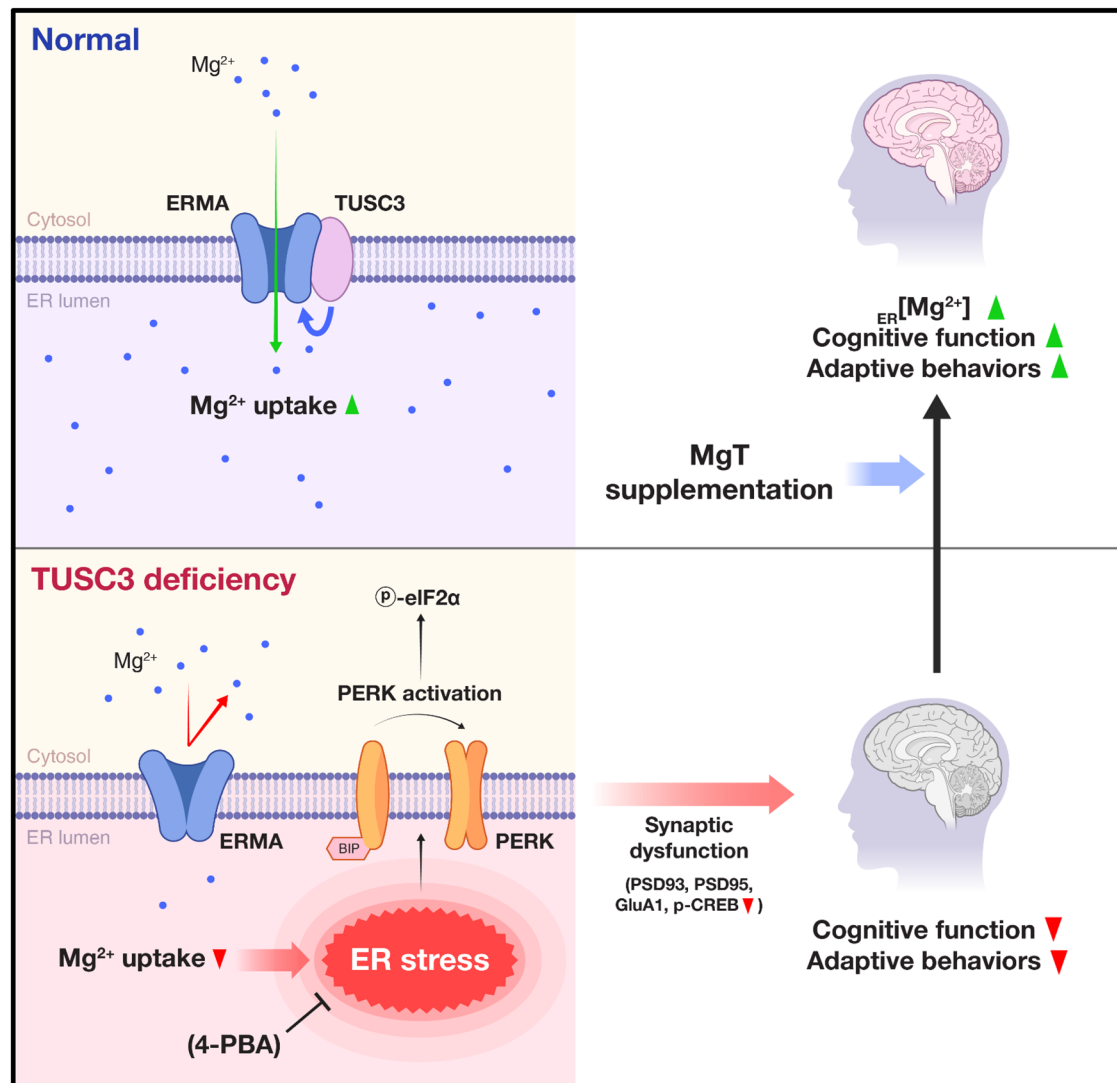 Normal
Mg²⁺
ERMA
TUSC3
Cytosol
ER lumen
Mg²⁺ uptake ▲
ER[Mg²⁺] ▲
Cognitive function ▲
Adaptive behaviors ▲
MgT
supplementation
TUSC3 deficiency
ⓟ-eIF2α
Mg²⁺
PERK activation
Cytosol
ER lumen
ERMA
BIP
PERK
Mg²⁺ uptake ▼
ER stress
(4-PBA)
Synaptic
dysfunction
(PSD93, PSD95,
GluA1, p-CREB▼)
Cognitive function ▼
Adaptive behaviors ▼